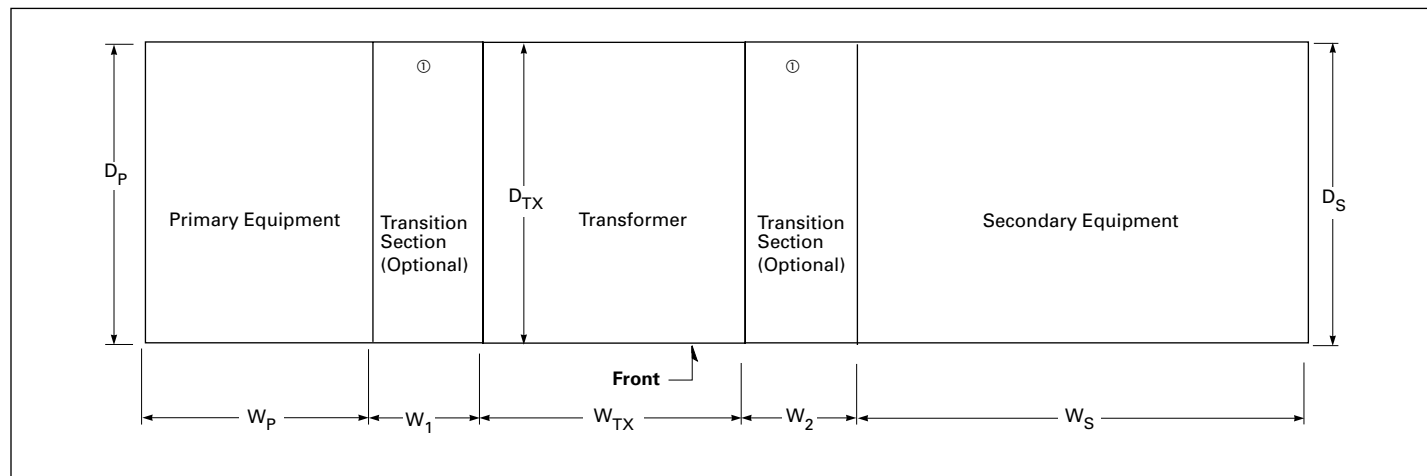 ①
①
D_P
D_TX
D_S
Primary Equipment
Transition
Section
(Optional)
Transformer
Transition
Section
(Optional)
Secondary Equipment
Front
W_P
W_1
W_TX
W_2
W_S